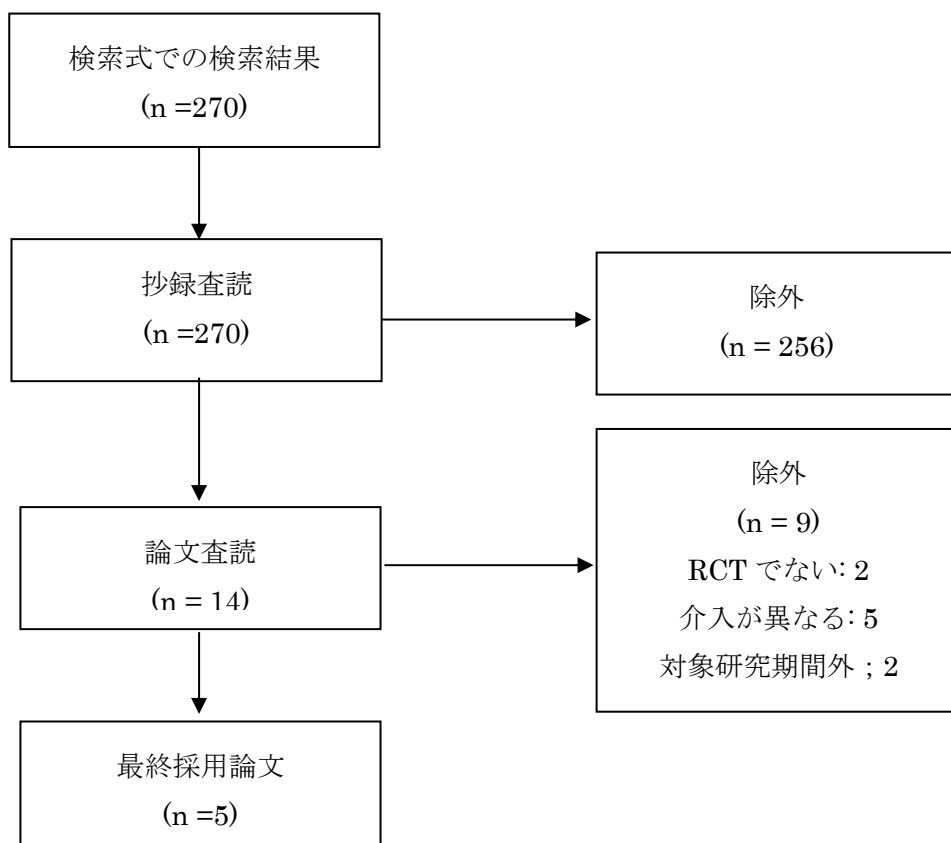 検索式での検索結果
(n =270)
抄録査読
(n =270)
除外
(n = 256)
論文査読
(n = 14)
除外
(n = 9)
RCT でない: 2
介入が異なる: 5
対象研究期間外 ; 2
最終採用論文
(n =5)